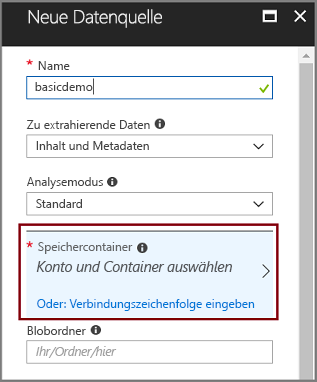 Neue Datenquelle
* Name
basicdemo
Zu extrahierende Daten
Inhalt und Metadaten
Analysemodus
Standard
* Speichercontainer
Konto und Container auswählen
Oder: Verbindungszeichenfolge eingeben
Blobordner
Ihr/Ordner/hier